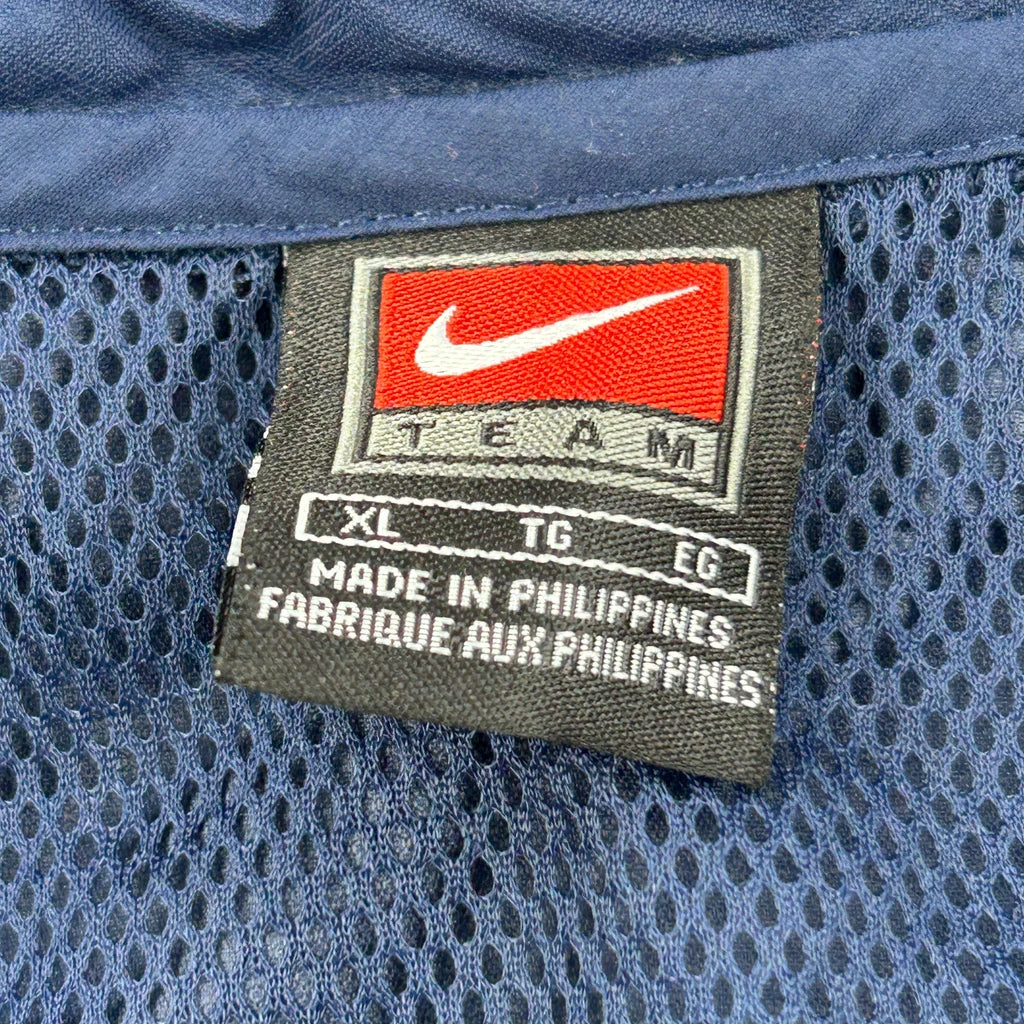 TEAM
XL TG EG
MADE IN PHILIPPINES
FABRIQUE AUX PHILIPPINES